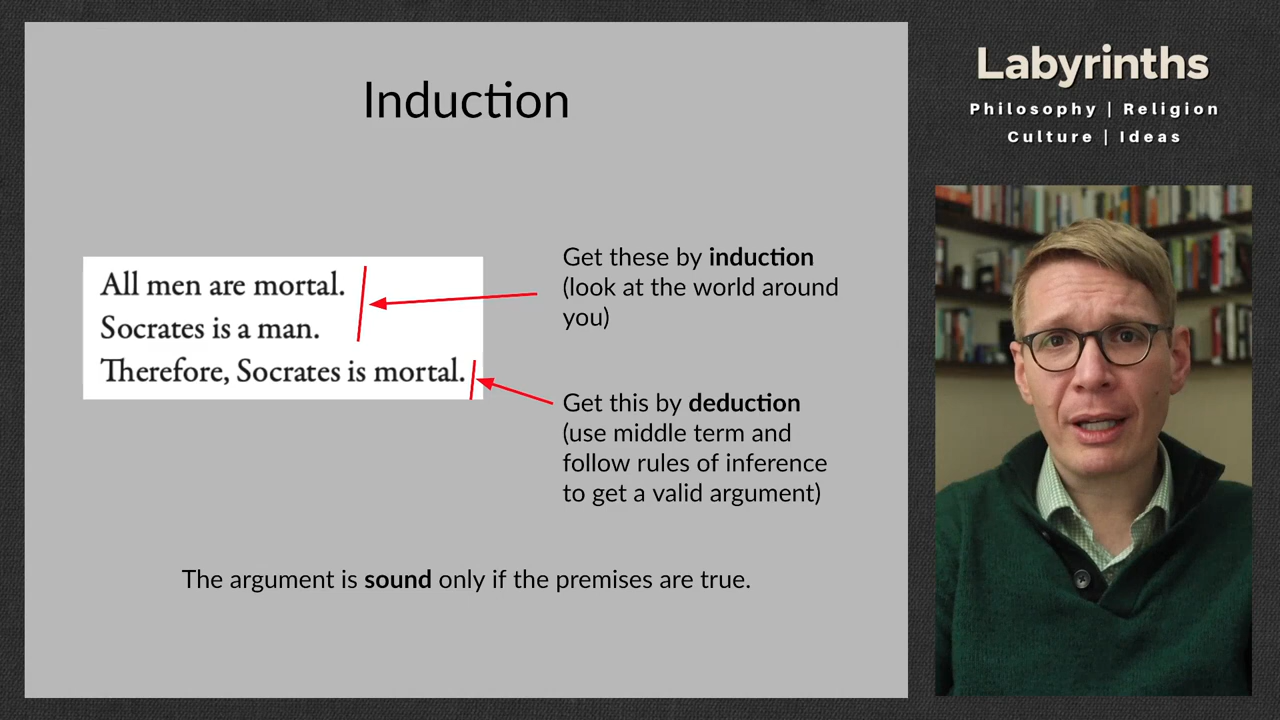 Induction
All men are mortal.
Socrates is a man.
Therefore, Socrates is mortal.
Get these by induction
(look at the world around
you)
Get this by deduction
(use middle term and
follow rules of inference
to get a valid argument)
The argument is sound only if the premises are true.
Labyrinths
Philosophy | Religion
Culture | Ideas